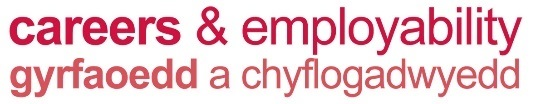 careers & employability
gyrfaoedd a chyflogadwyedd